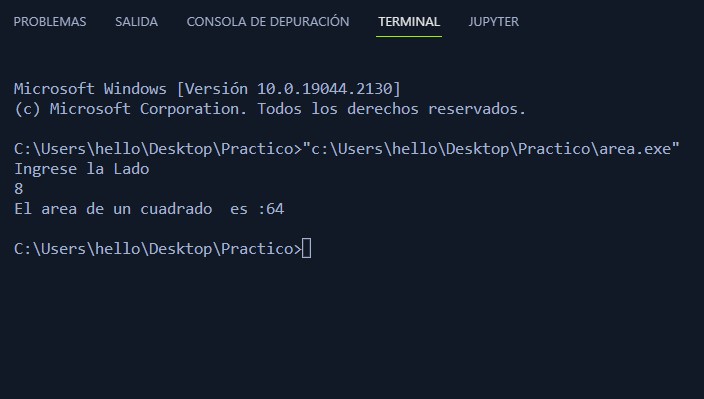 PROBLEMAS SALIDA CONSOLA DE DEPURACIÓN TERMINAL JUPYTER
Microsoft Windows [Versión 10.0.19044.2130]
(c) Microsoft Corporation. Todos los derechos reservados.
C:\Users\hello\Desktop\Practico>"c:\Users\hello\Desktop\Practico\area.exe"
Ingrese la Lado
8
El area de un cuadrado  es :64
C:\Users\hello\Desktop\Practico>